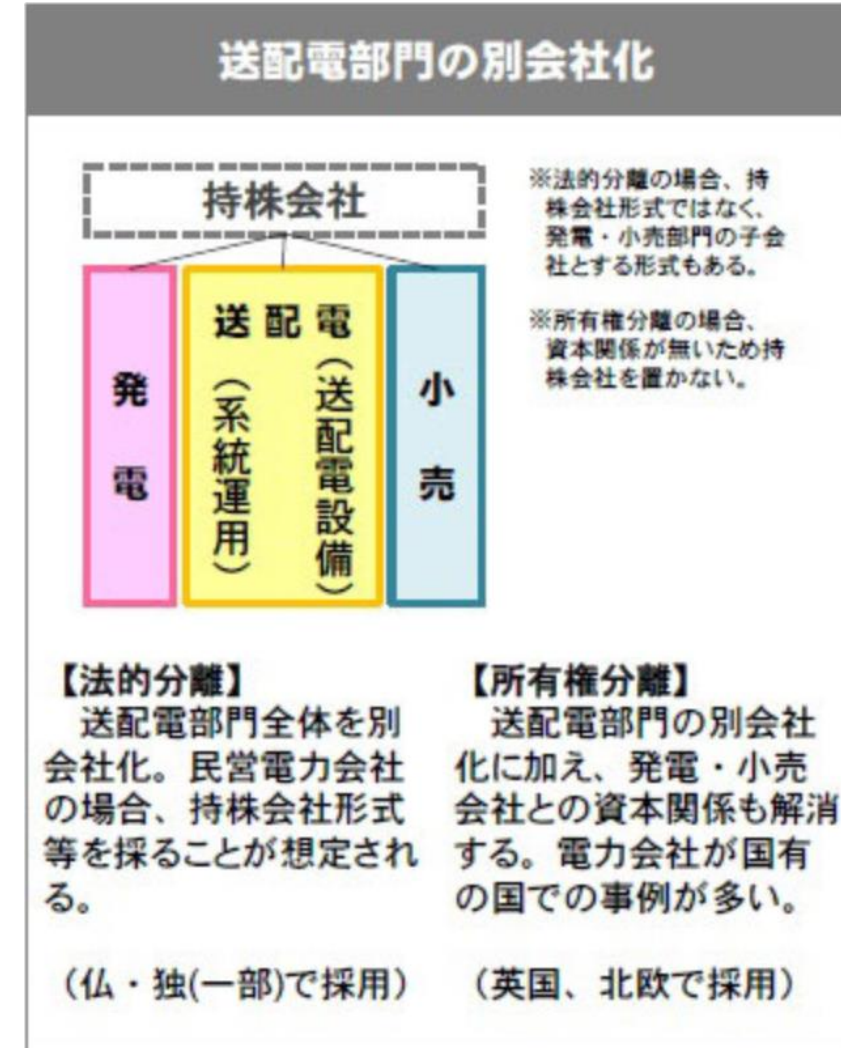 送配電部門の別会社化
持株会社
※法的分離の場合、持
株会社形式ではなく、
発電・小売部門の子会
社とする形式もある。
※所有権分離の場合、
資本関係が無いため持
株会社を置かない。
発電
送配電
（送配電設備）
（系統運用）
小売
【法的分離】
送配電部門全体を別
会社化。民営電力会社
の場合、持株会社形式
等を採ることが想定され
る。
（仏・独(一部)で採用）
【所有権分離】
送配電部門の別会社
化に加え、発電・小売
会社との資本関係も解消
する。電力会社が国有
の国での事例が多い。
（英国、北欧で採用）